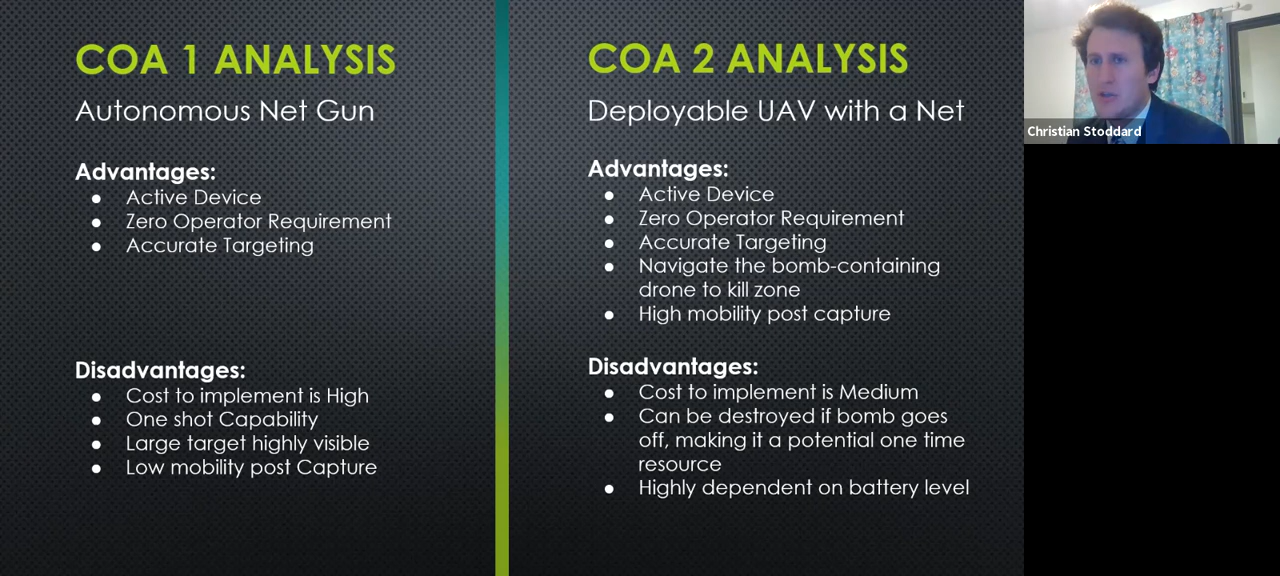 COA 1 ANALYSIS
Autonomous Net Gun
Advantages:
● Active Device
● Zero Operator Requirement
● Accurate Targeting
Disadvantages:
● Cost to implement is High
● One shot Capability
● Large target highly visible
● Low mobility post Capture
COA 2 ANALYSIS
Deployable UAV with a Net
Advantages:
● Active Device
● Zero Operator Requirement
● Accurate Targeting
● Navigate the bomb-containing
drone to kill zone
● High mobility post capture
Disadvantages:
● Cost to implement is Medium
● Can be destroyed if bomb goes
off, making it a potential one time
resource
● Highly dependent on battery level
Christian Stoddard